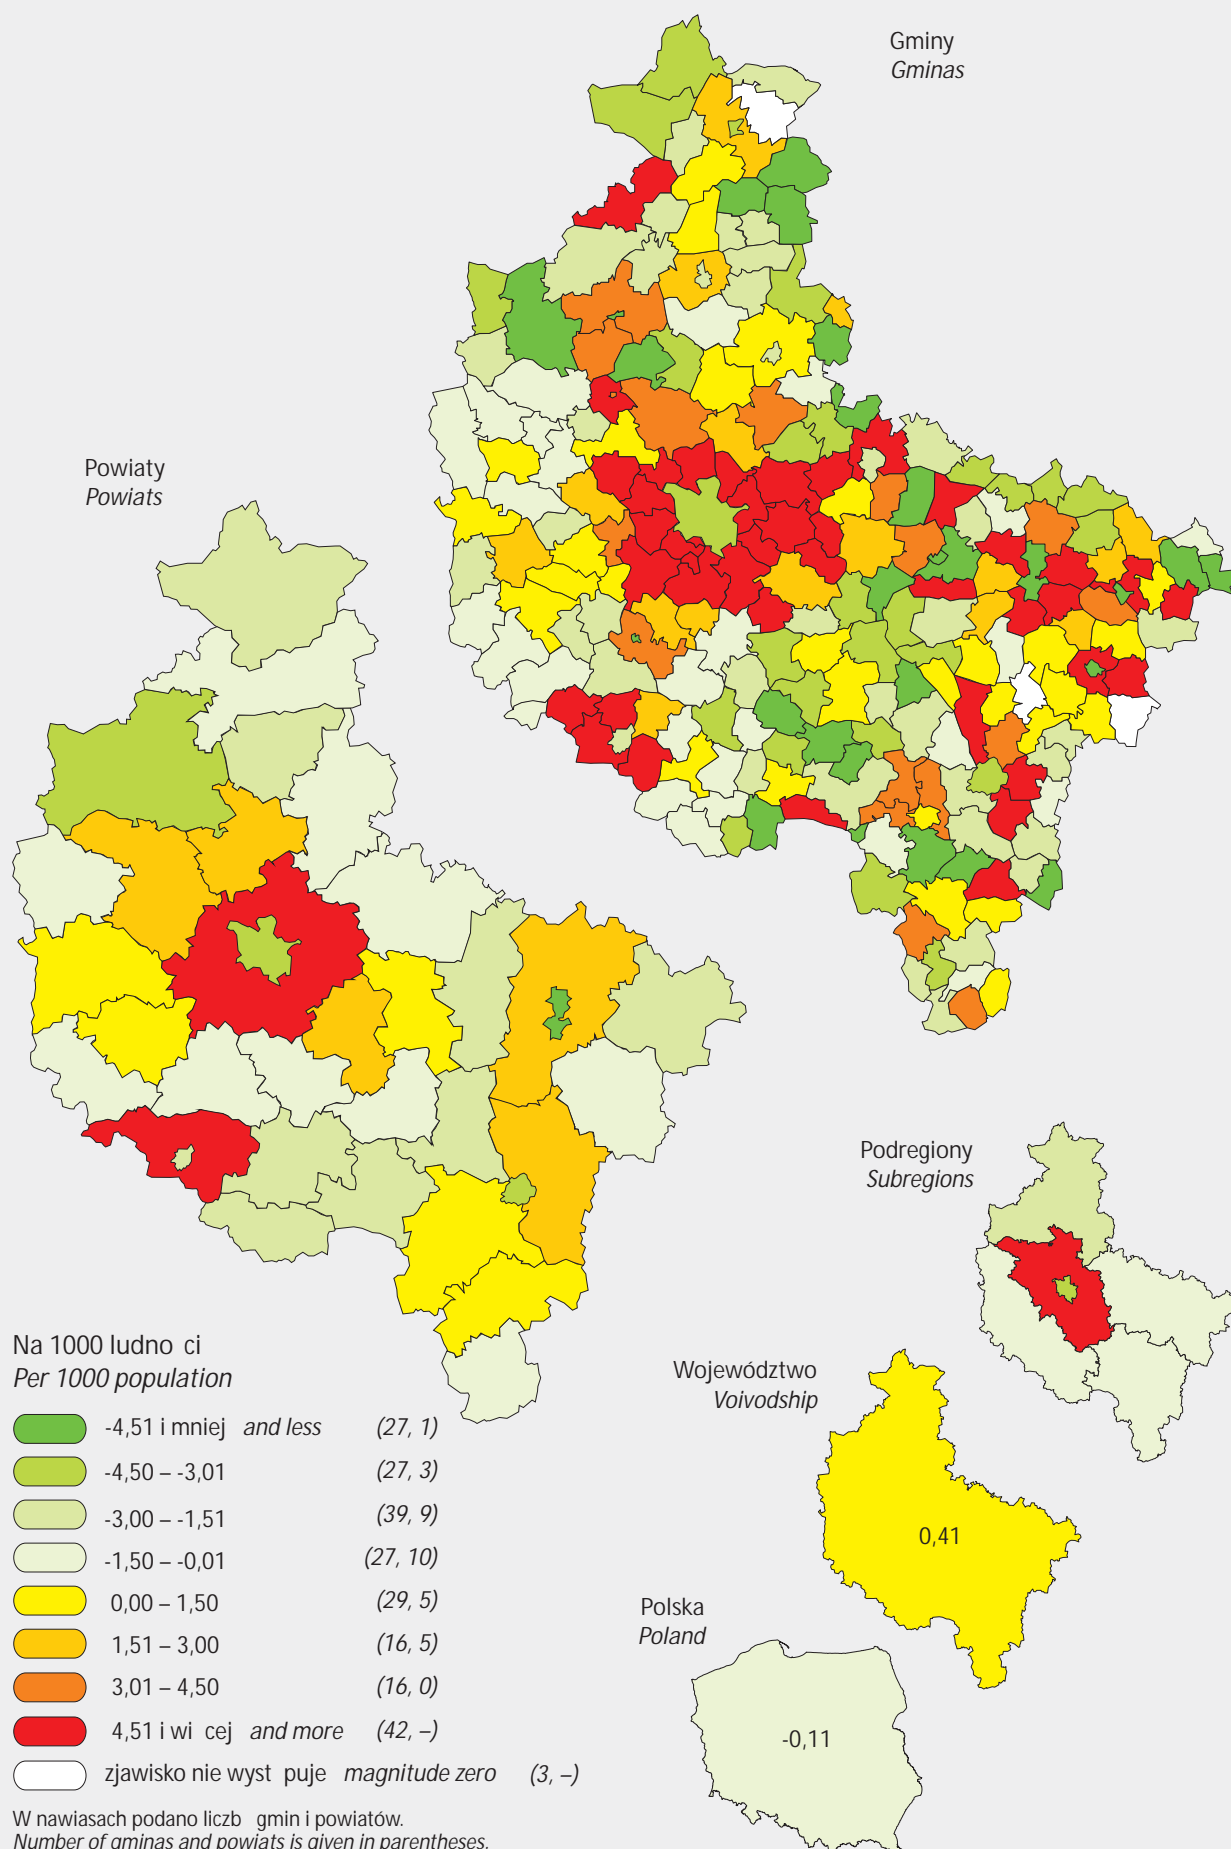 Gminy
Gminas
Powiaty
Powiats
Podregiony
Subregions
Województwo
Voivodship
0,41
Polska
Poland
-0,11
Na 1000 ludno ci
Per 1000 population
-4,51 i mniej and less (27, 1)
-4,50 – -3,01 (27, 3)
-3,00 – -1,51 (39, 9)
-1,50 – -0,01 (27, 10)
0,00 – 1,50 (29, 5)
1,51 – 3,00 (16, 5)
3,01 – 4,50 (16, 0)
4,51 i wi cej and more (42, –)
zjawisko nie wyst puje magnitude zero (3, –)
W nawiasach podano liczb gmin i powiatów.
Number of gminas and powiats is given in parentheses.